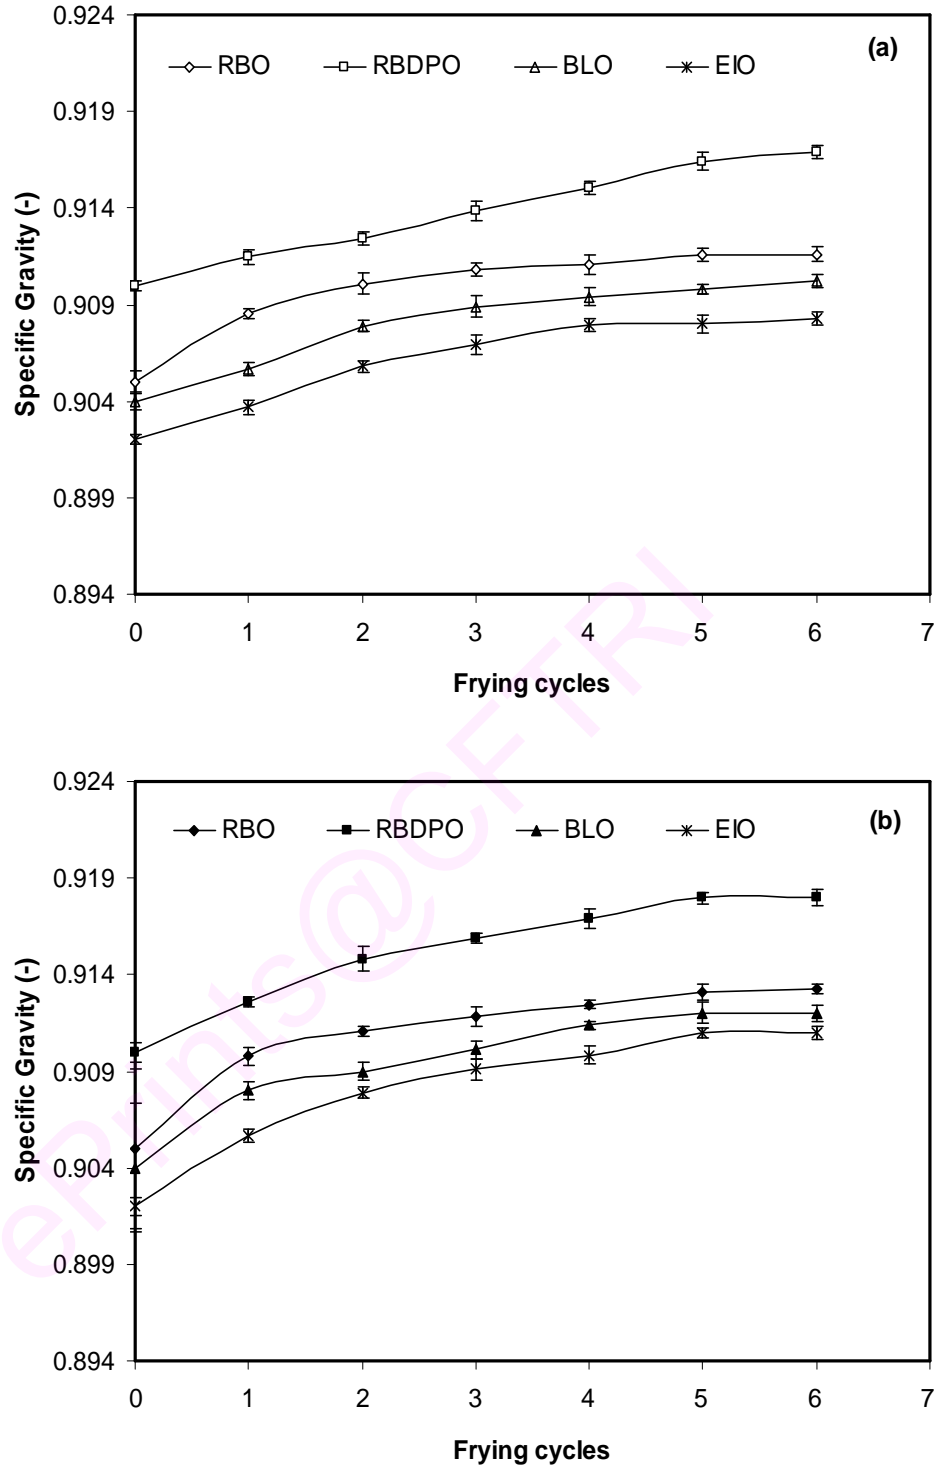 0.924
RBO RBDPO BLO EIO (a)
0.919
0.914
0.909
0.904
0.899
0.894
Specific Gravity (-)
0 1 2 3 4 5 6 7
Frying cycles
ePrints@CFTRI
0.924
RBO RBDPO BLO EIO (b)
0.919
0.914
0.909
0.904
0.899
0.894
Specific Gravity (-)
0 1 2 3 4 5 6 7
Frying cycles